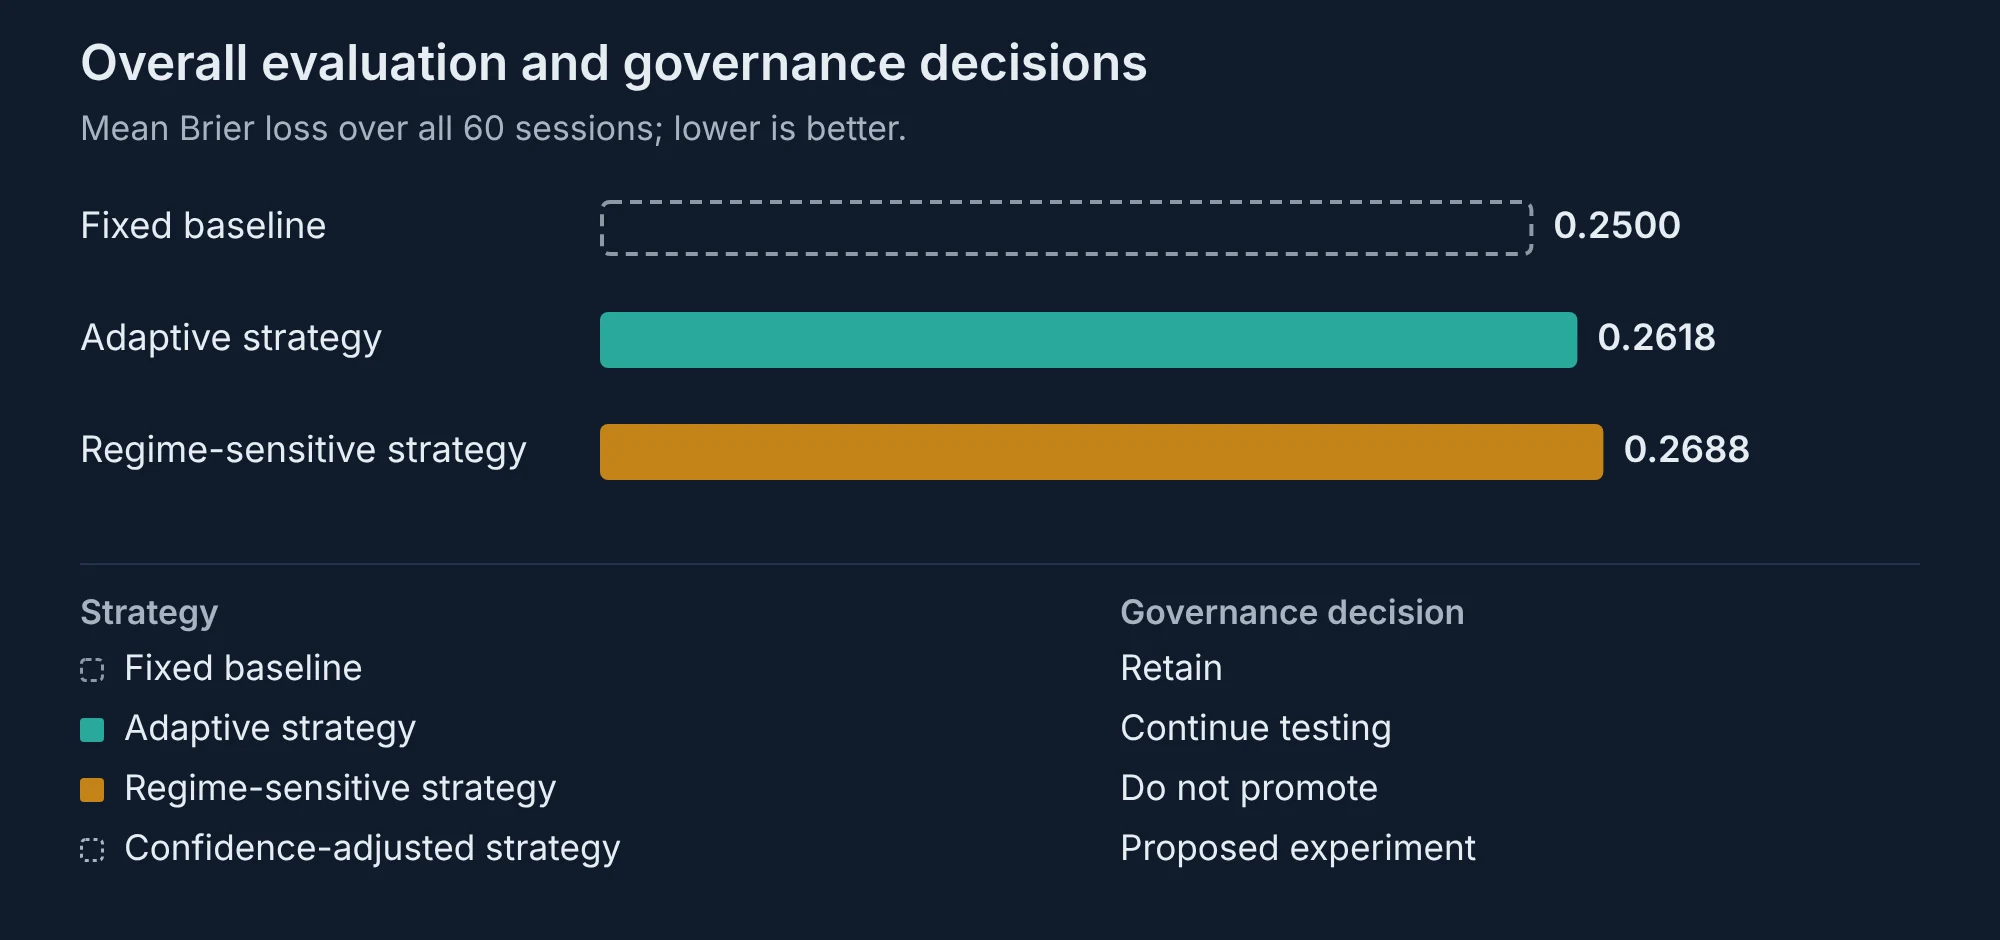 Overall evaluation and governance decisions
Mean Brier loss over all 60 sessions; lower is better.
Fixed baseline 0.2500
Adaptive strategy 0.2618
Regime-sensitive strategy 0.2688
Strategy Governance decision
Fixed baseline Retain
Adaptive strategy Continue testing
Regime-sensitive strategy Do not promote
Confidence-adjusted strategy Proposed experiment